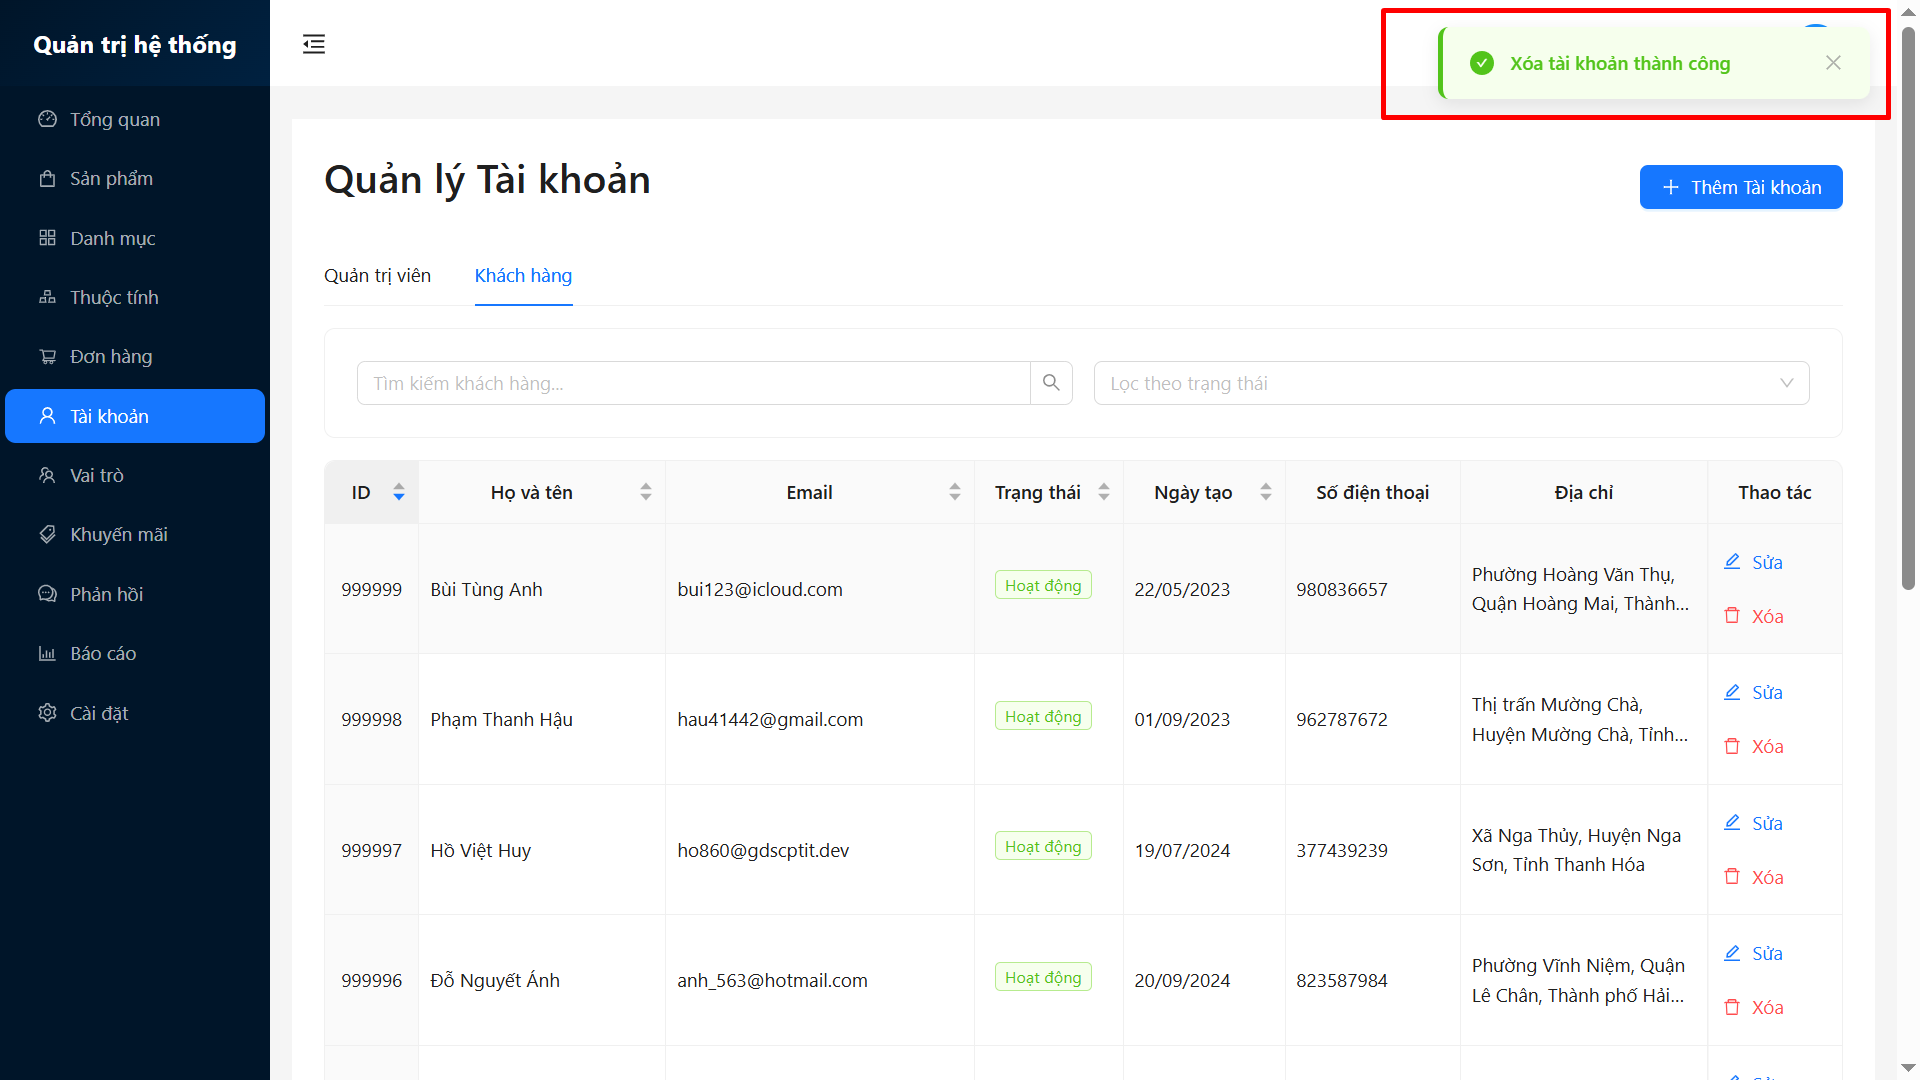 Quản trị hệ thống
Xóa tài khoản thành công
Tổng quan
Sản phẩm
Danh mục
Thuộc tính
Đơn hàng
Tài khoản
Vai trò
Khuyến mãi
Phản hồi
Báo cáo
Cài đặt
Quản lý Tài khoản
Thêm Tài khoản
Quản trị viên
Khách hàng
Tìm kiếm khách hàng...
Lọc theo trạng thái
ID Họ và tên Email Trạng thái Ngày tạo Số điện thoại Địa chỉ Thao tác
999999 Bùi Tùng Anh bui123@icloud.com Hoạt động 22/05/2023 980836657
Phường Hoàng Văn Thụ,
Quận Hoàng Mai, Thành...
Sửa
Xóa
999998 Phạm Thanh Hậu hau41442@gmail.com Hoạt động 01/09/2023 962787672
Thị trấn Mường Chà,
Huyện Mường Chà, Tỉnh...
Sửa
Xóa
999997 Hồ Việt Huy ho860@gdscptit.dev Hoạt động 19/07/2024 377439239
Xã Nga Thủy, Huyện Nga
Sơn, Tỉnh Thanh Hóa
Sửa
Xóa
999996 Đỗ Nguyết Ánh anh_563@hotmail.com Hoạt động 20/09/2024 823587984
Phường Vĩnh Niệm, Quận
Lê Chân, Thành phố Hải...
Sửa
Xóa